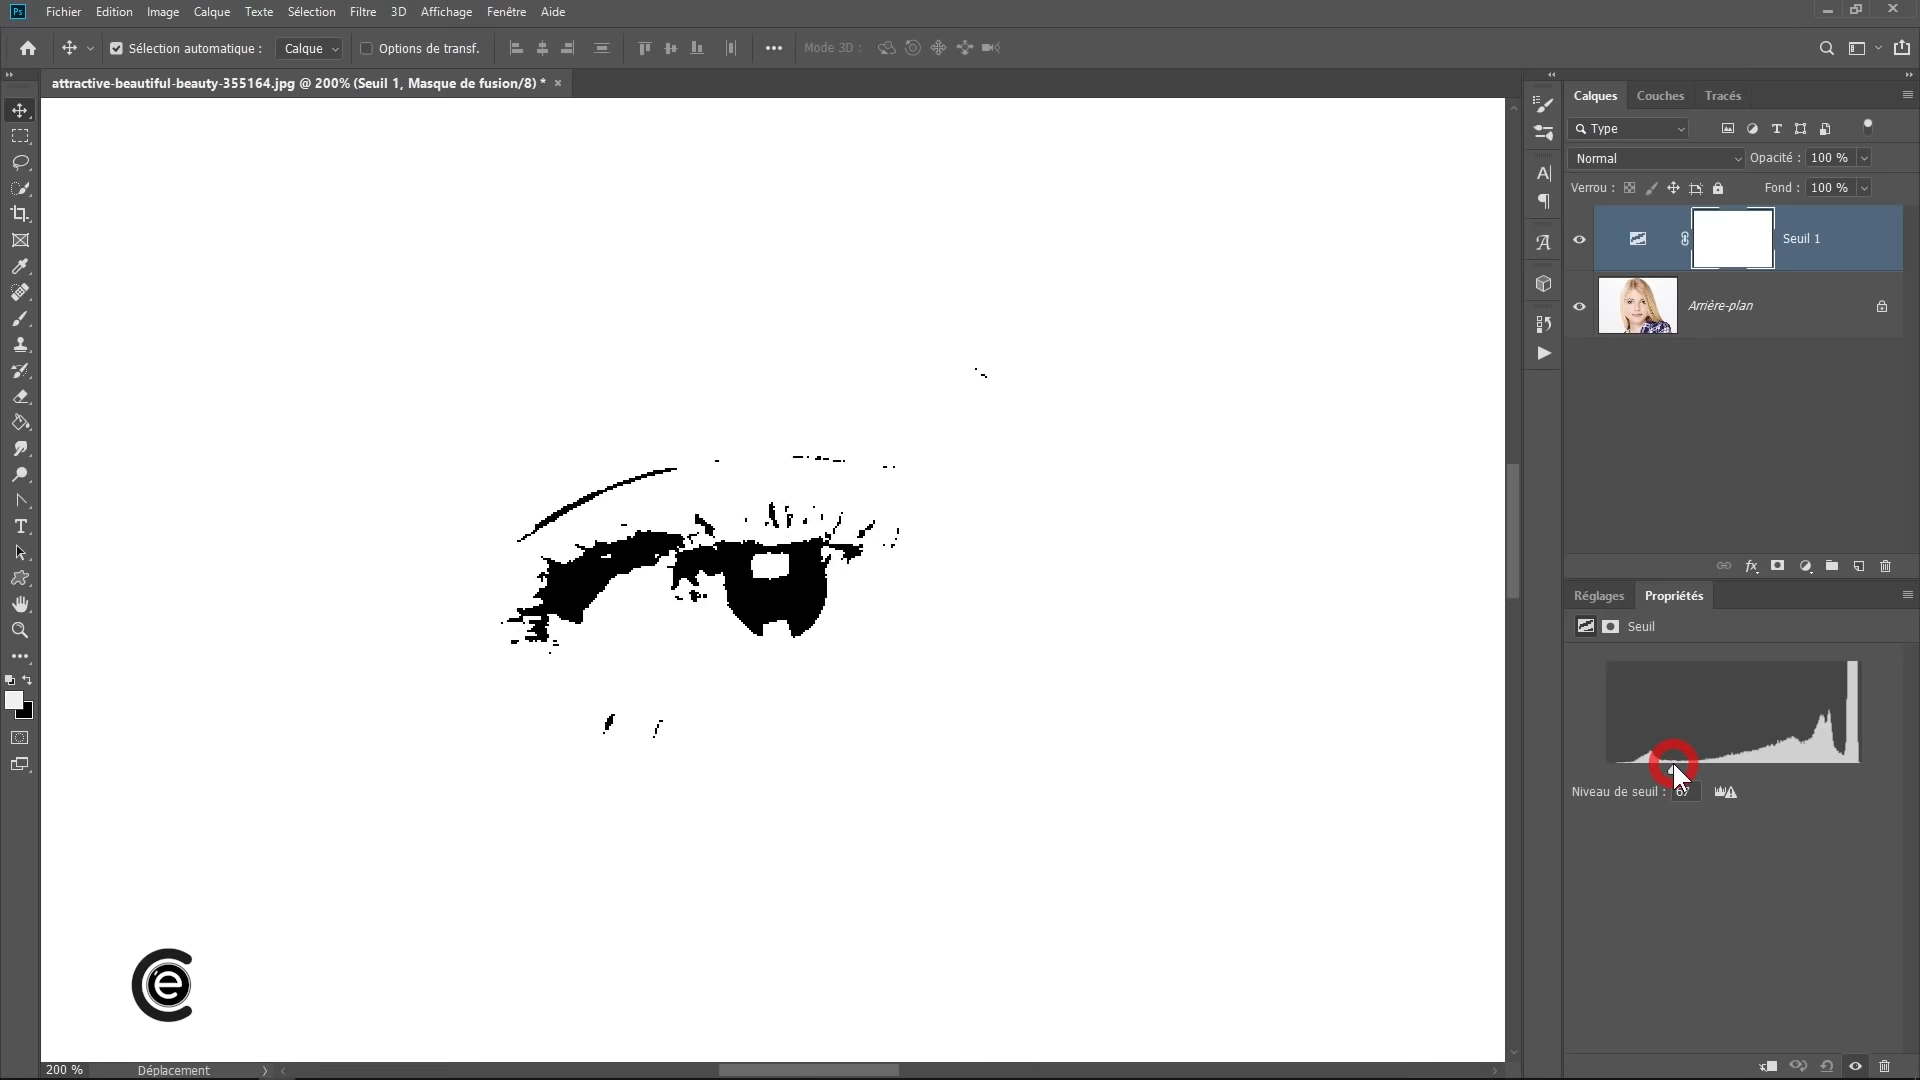 Ps Fichier Edition Image Calque Texte Sélection Filtre 3D Affichage Fenêtre Aide
Sélection automatique : Calque Options de transf. Mode 3D :
attractive-beautiful-beauty-355164.jpg @ 200% (Seuil 1, Masque de fusion/8) *
Calques Couches Tracés
Type
Normal Opacité : 100 %
Verrou : Fond : 100 %
Seuil 1
Arrière-plan
fx
Réglages Propriétés
Seuil
Niveau de seuil :
200 % Déplacement